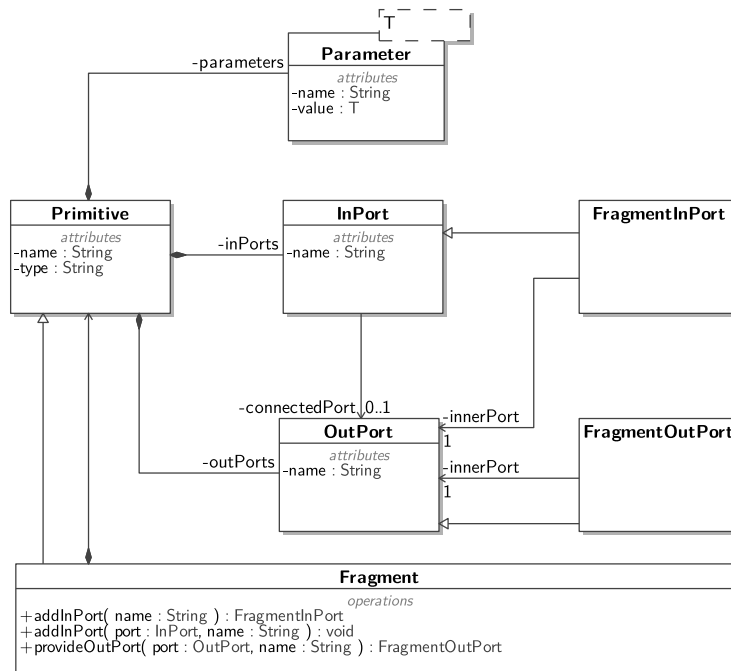 T
Parameter
-parameters
attributes
-name : String
-value : T
Primitive
attributes
-name : String
-type : String
-inPorts
InPort
attributes
-name : String
FragmentInPort
-connectedPort 0..1
-innerPort
1
OutPort
attributes
-name : String
-outPorts
-innerPort
1
FragmentOutPort
Fragment
operations
+addInPort( name : String ) : FragmentInPort
+addInPort( port : InPort, name : String ) : void
+provideOutPort( port : OutPort, name : String ) : FragmentOutPort